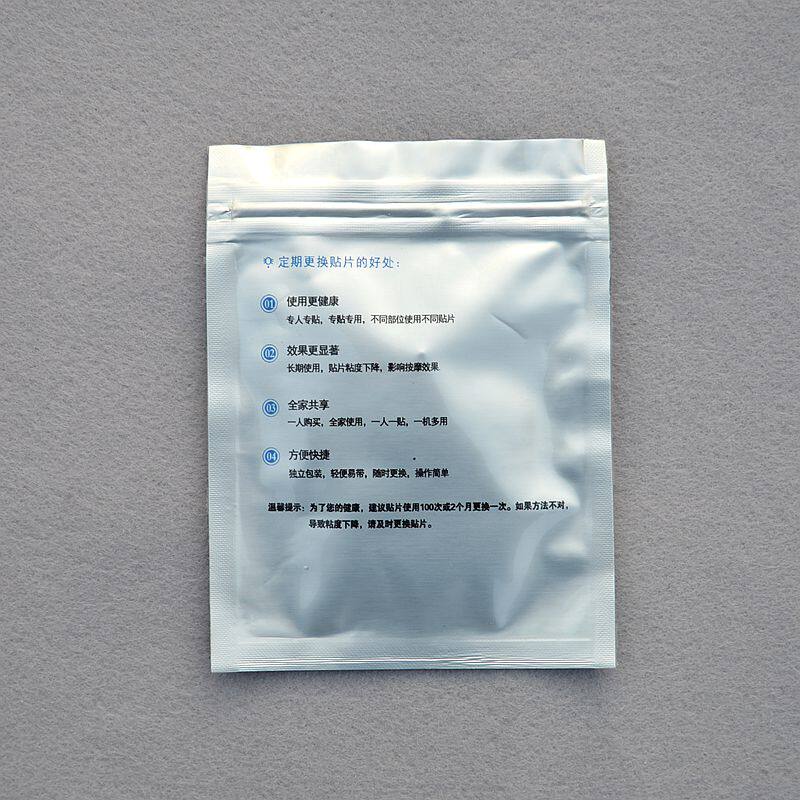 定期更换贴片的好处：
01 使用更健康
专人专贴，专贴专用，不同部位使用不同贴片
02 效果更显著
长期使用，贴片粘度下降，影响按摩效果
03 全家共享
一人购买，全家使用，一人一贴，一机多用
04 方便快捷
独立包装，轻便易带，随时更换，操作简单
温馨提示：为了您的健康，建议贴片使用100次或2个月更换一次。如果方法不对，
导致粘度下降，请及时更换贴片。